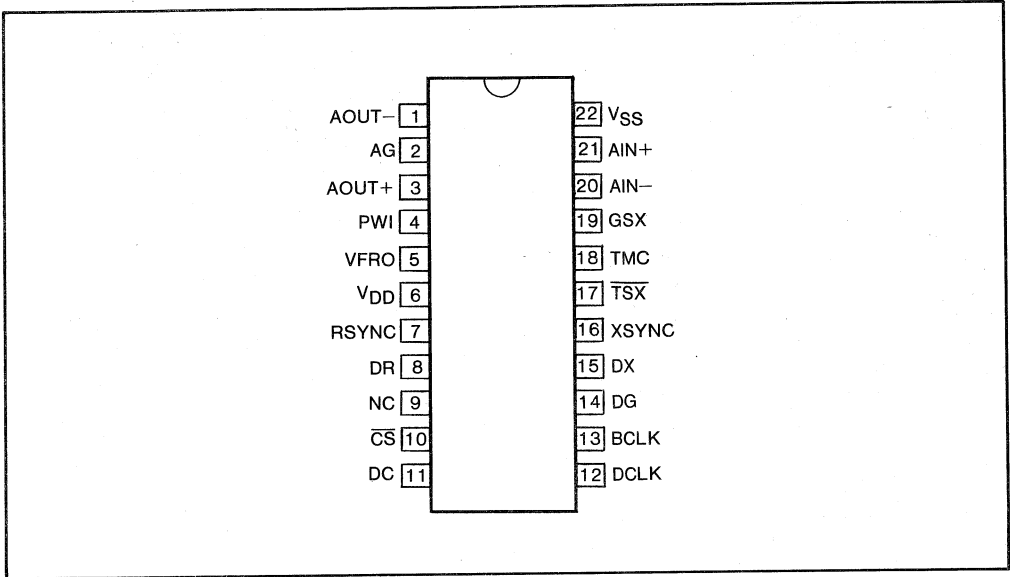 AOUT− 1 22 VSS
AG 2 21 AIN+
AOUT+ 3 20 AIN−
PWI 4 19 GSX
VFRO 5 18 TMC
VDD 6 17 T̅S̅X̅
RSYNC 7 16 XSYNC
DR 8 15 DX
NC 9 14 DG
C̅S̅ 10 13 BCLK
DC 11 12 DCLK